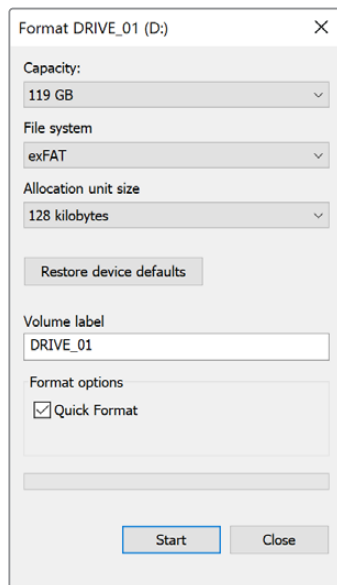 Format DRIVE_01 (D:)
Capacity:
119 GB
File system
exFAT
Allocation unit size
128 kilobytes
Restore device defaults
Volume label
DRIVE_01
Format options
Quick Format
Start Close